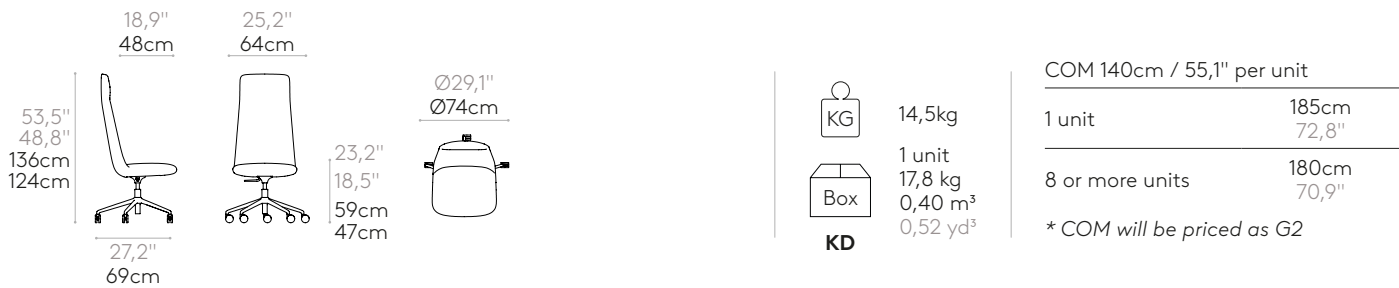 18,9"
48cm
25,2"
64cm
53,5"
48,8"
136cm
124cm
27,2"
69cm
23,2"
18,5"
59cm
47cm
Ø29,1"
Ø74cm
KG
14,5kg
Box
KD
1 unit
17,8 kg
0,40 m³
0,52 yd³
COM 140cm / 55,1" per unit
1 unit 185cm
72,8"
8 or more units 180cm
70,9"
* COM will be priced as G2